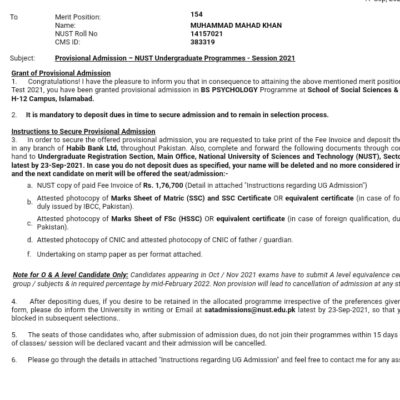 To Merit Position: 154
Name: MUHAMMAD MAHAD KHAN
NUST Roll No 14157021
CMS ID: 383319
Subject: Provisional Admission – NUST Undergraduate Programmes - Session 2021
Grant of Provisional Admission
1. Congratulations! I have the pleasure to inform you that in consequence to attaining the above mentioned merit position
Test 2021, you have been granted provisional admission in BS PSYCHOLOGY Programme at School of Social Sciences &
H-12 Campus, Islamabad.
2. It is mandatory to deposit dues in time to secure admission and to remain in selection process.
Instructions to Secure Provisional Admission
3. In order to secure the offered provisional admission, you are requested to take print of the Fee Invoice and deposit the
in any branch of Habib Bank Ltd, throughout Pakistan. Also, complete and forward the following documents through
hand to Undergraduate Registration Section, Main Office, National University of Sciences and Technology (NUST),
latest by 23-Sep-2021. In case you do not deposit dues as specified, your name will be deleted and no more considered
and the next candidate on merit will be offered the seat/admission:-
a. NUST copy of paid Fee Invoice of Rs. 1,76,700 (Detail in attached "Instructions regarding UG Admission")
b. Attested photocopy of Marks Sheet of Matric (SSC) and SSC Certificate OR equivalent certificate (in case of
duly issued by IBCC, Pakistan).
c. Attested photocopy of Marks Sheet of FSc (HSSC) OR equivalent certificate (in case of foreign qualification,
Pakistan).
d. Attested photocopy of CNIC and attested photocopy of CNIC of father / guardian.
f. Undertaking on stamp paper as per format attached.
Note for O & A level Candidate Only: Candidates appearing in Oct / Nov 2021 exams have to submit A level equivalence
group / subjects & in required percentage by mid-February 2022. Non provision will lead to cancellation of admission at any
4. After depositing dues, if you desire to be retained in the allocated programme irrespective of the preferences given
form, please do inform the University in writing or Email at satadmissions@nust.edu.pk latest by 23-Sep-2021, so that
blocked in subsequent selections..
5. The seats of those candidates who, after submission of admission dues, do not join their programmes within 15 days
of classes/ session will be declared vacant and their admission will be cancelled.
6. Please go through the details in attached "Instructions regarding UG Admission" and feel free to contact me for any